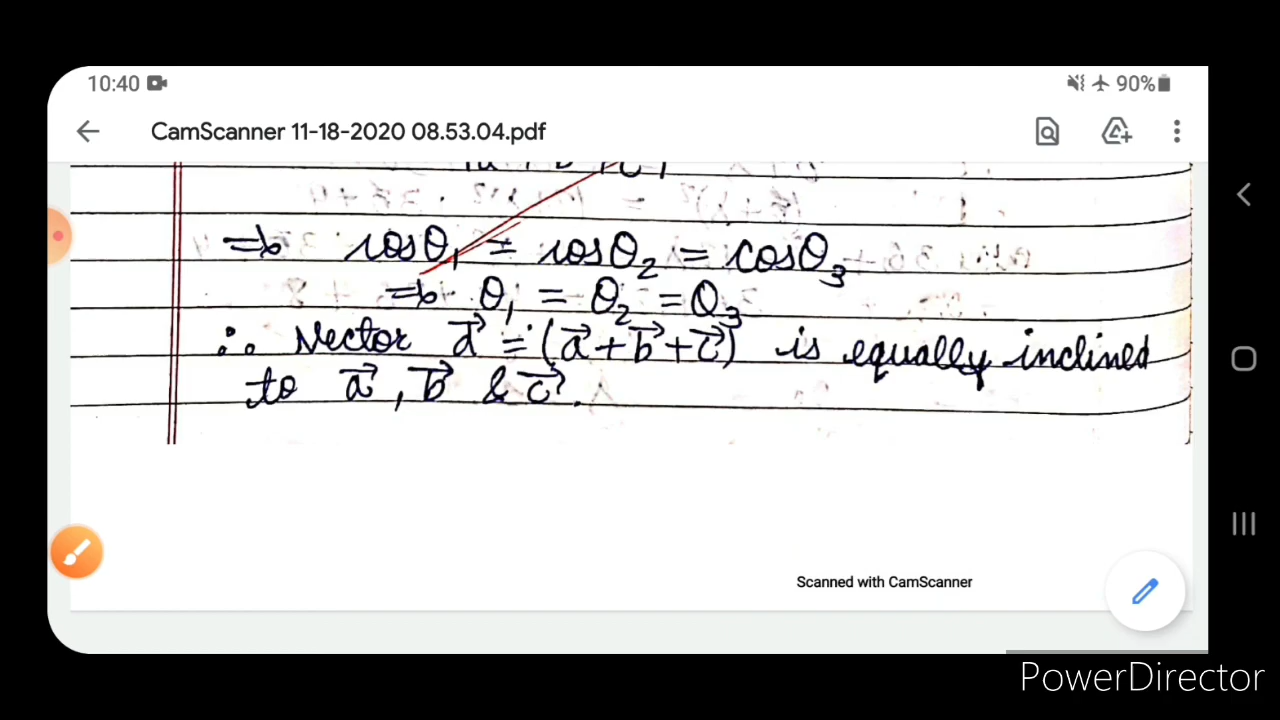 10:40 90%
CamScanner 11-18-2020 08.53.04.pdf
⇒ cosθ₁ = cosθ₂ = cosθ₃
⇒ θ₁ = θ₂ = θ₃
∴ Vector d⃗ = (a⃗+b⃗+c⃗) is equally inclined
to a⃗, b⃗ & c⃗.
Scanned with CamScanner
PowerDirector